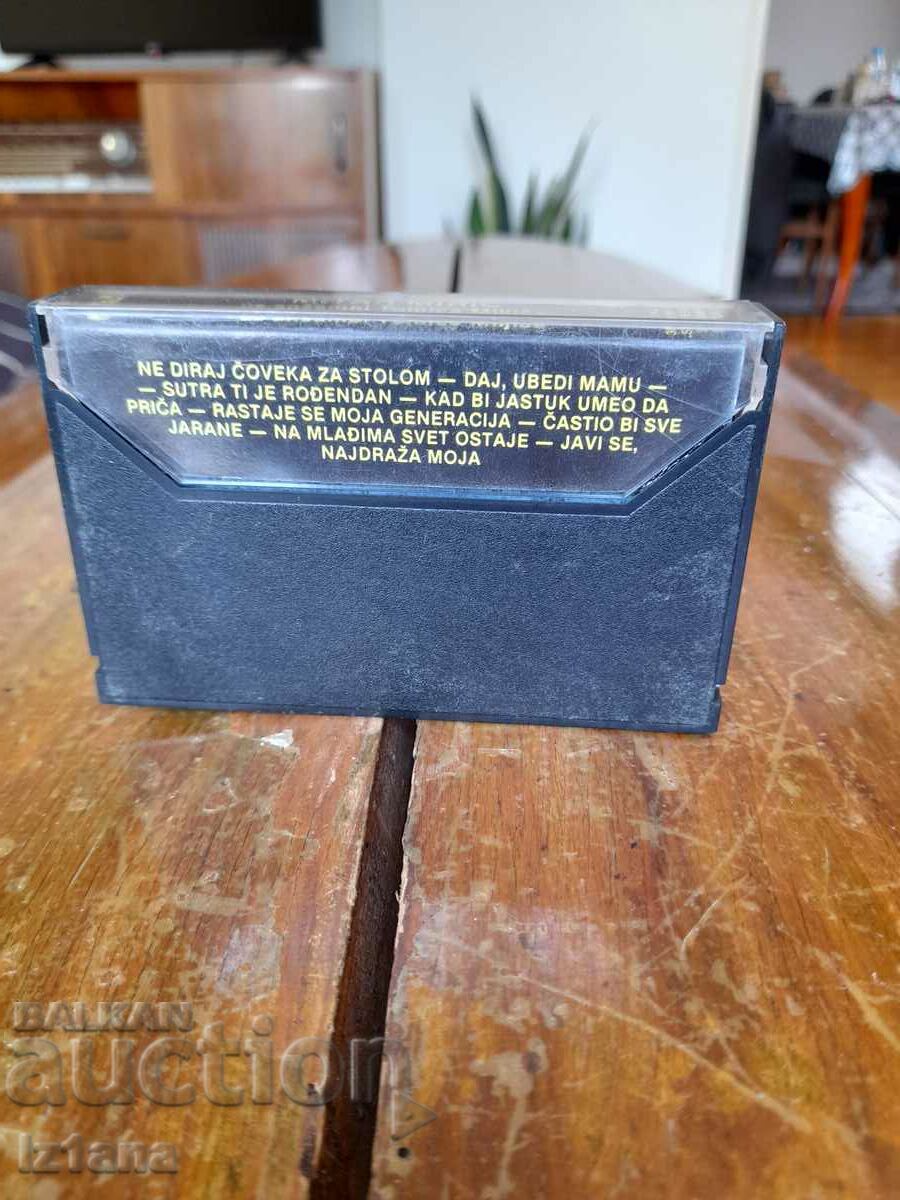 NE DIRAJ ČOVEKA ZA STOLOM — DAJ, UBEDI MAMU —
— SUTRA TI JE ROĐENDAN — KAD BI JASTUK UMEO DA
PRIČA — RASTAJE SE MOJA GENERACIJA — ČASTIO BI SVE
JARANE — NA MLAĐIMA SVET OSTAJE — JAVI SE,
NAJDRAŽA MOJA
BALKAN
auction
Iz1ana